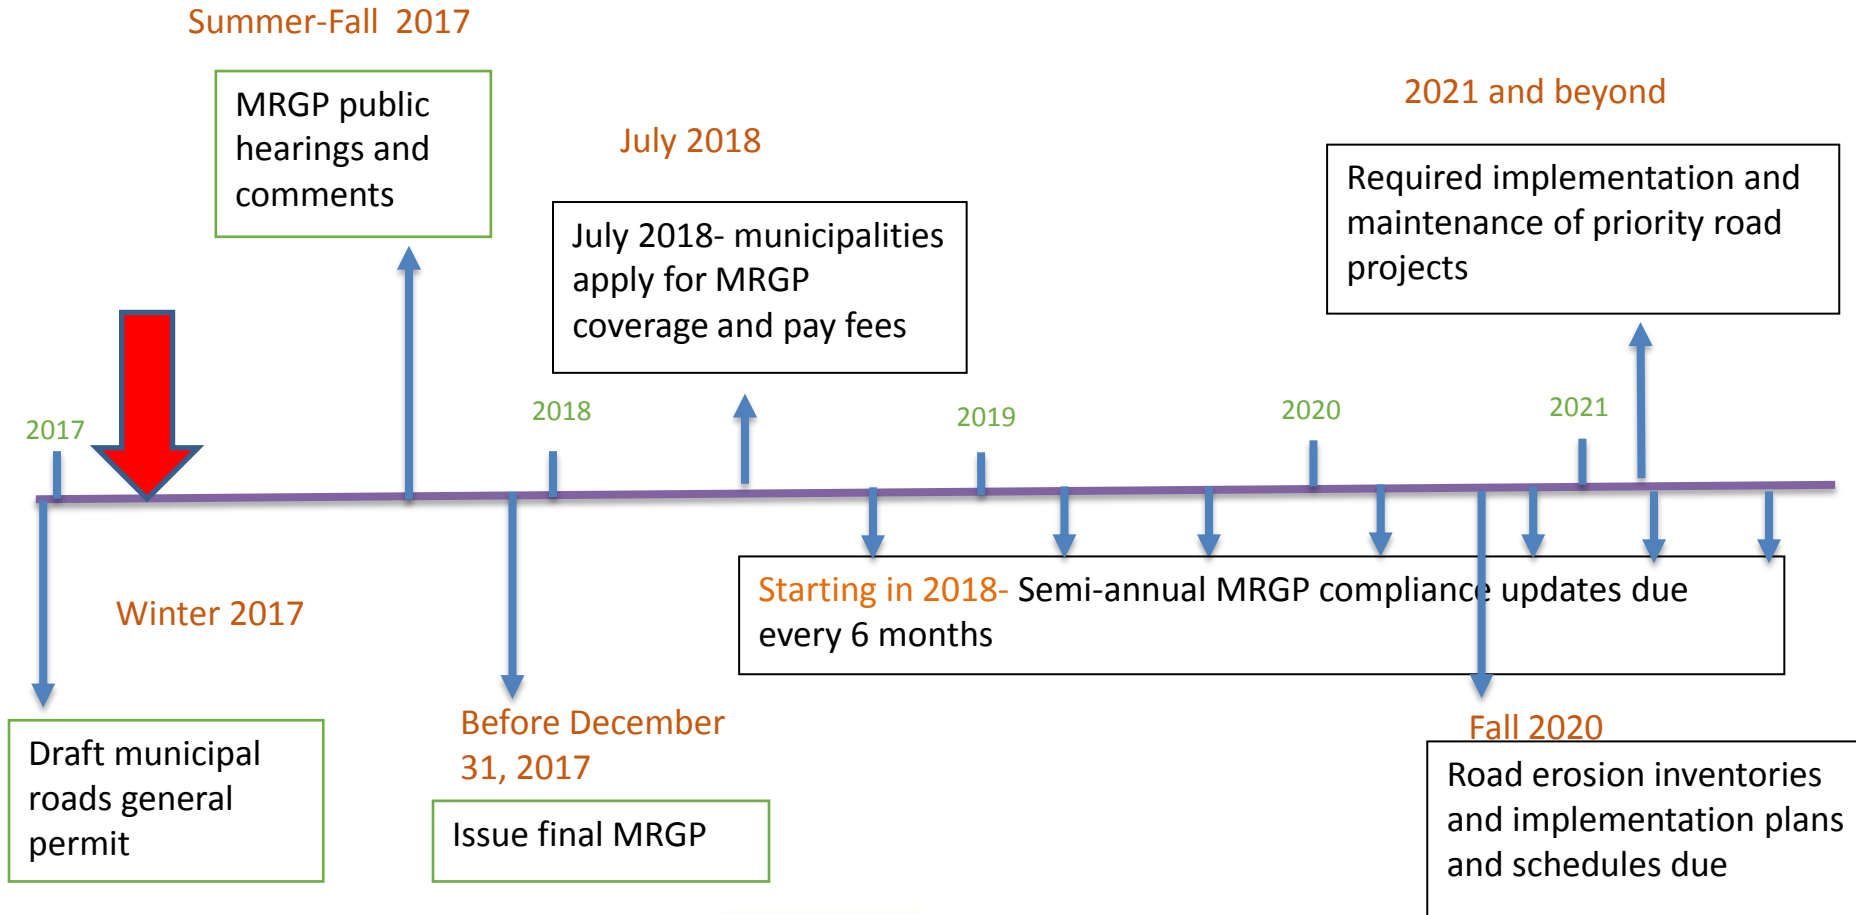 Summer-Fall 2017
MRGP public
hearings and
comments
July 2018
July 2018- municipalities
apply for MRGP
coverage and pay fees
2021 and beyond
Required implementation and
maintenance of priority road
projects
2017
2018
2019
2020
2021
Winter 2017
Draft municipal
roads general
permit
Before December
31, 2017
Issue final MRGP
Starting in 2018- Semi-annual MRGP compliance updates due
every 6 months
Fall 2020
Road erosion inventories
and implementation plans
and schedules due